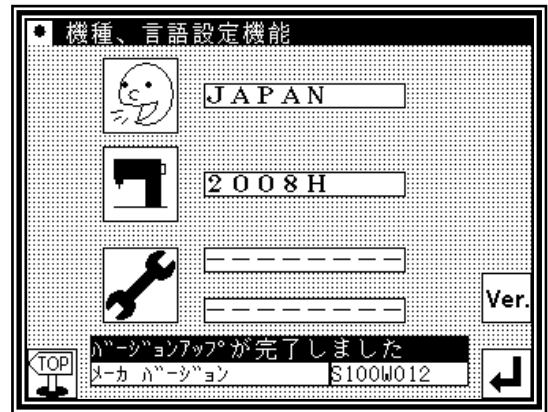 機種、言語設定機能
JAPAN
2008H
--------
--------
Ver.
バージョンアップが完了しました
TOP
メーカ バージョン S100W012